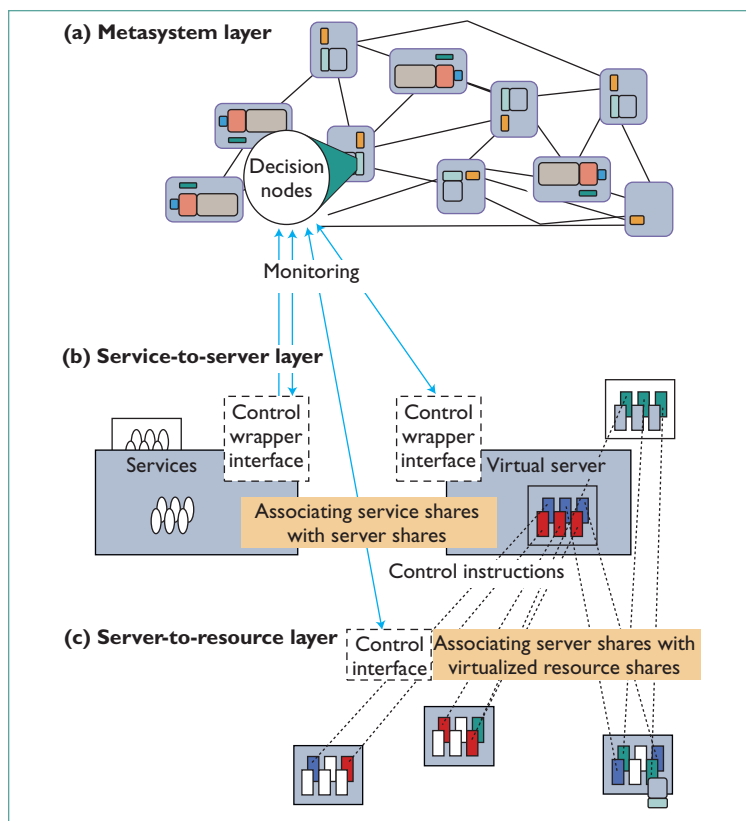 (a) Metasystem layer
Decision
nodes
Monitoring
(b) Service-to-server layer
Control
wrapper
interface
Control
wrapper
interface
Services
Virtual server
Associating service shares
with server shares
Control instructions
(c) Server-to-resource layer
Control
interface
Associating server shares with
virtualized resource shares